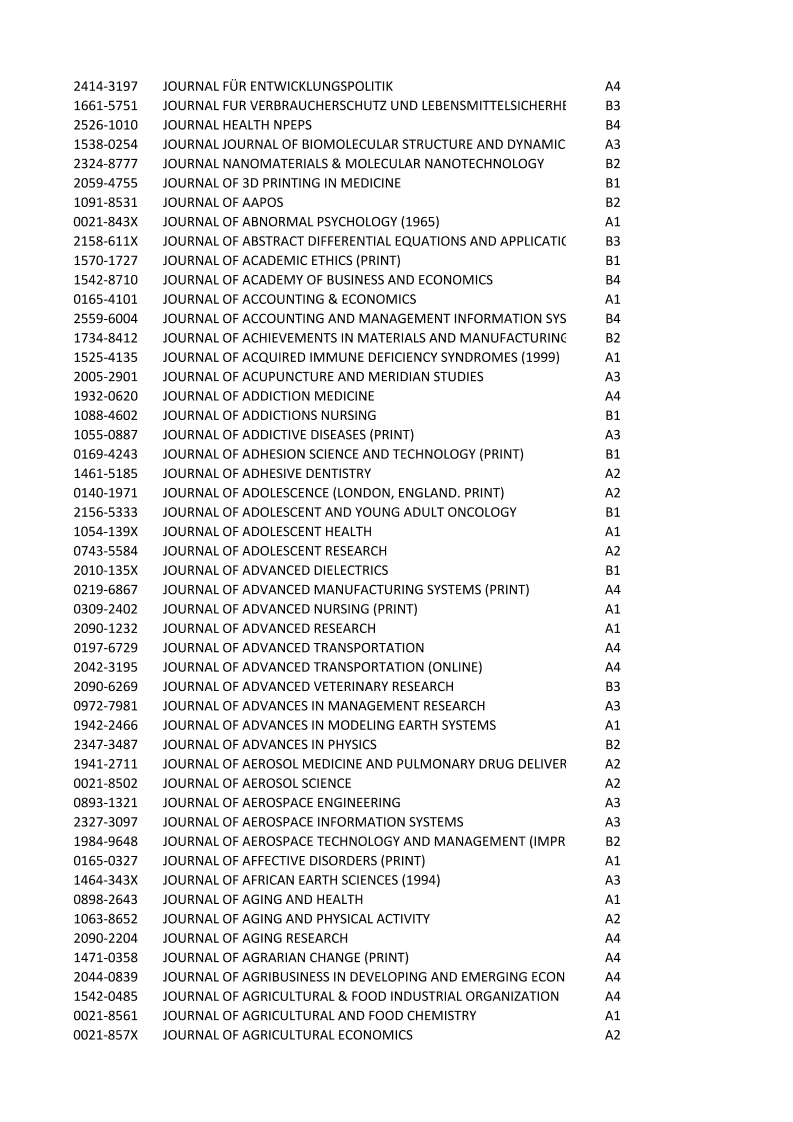 2414-3197 JOURNAL FÜR ENTWICKLUNGSPOLITIK A4
1661-5751 JOURNAL FUR VERBRAUCHERSCHUTZ UND LEBENSMITTELSICHERHE B3
2526-1010 JOURNAL HEALTH NPEPS B4
1538-0254 JOURNAL JOURNAL OF BIOMOLECULAR STRUCTURE AND DYNAMIC A3
2324-8777 JOURNAL NANOMATERIALS & MOLECULAR NANOTECHNOLOGY B2
2059-4755 JOURNAL OF 3D PRINTING IN MEDICINE B1
1091-8531 JOURNAL OF AAPOS B2
0021-843X JOURNAL OF ABNORMAL PSYCHOLOGY (1965) A1
2158-611X JOURNAL OF ABSTRACT DIFFERENTIAL EQUATIONS AND APPLICATIC B3
1570-1727 JOURNAL OF ACADEMIC ETHICS (PRINT) B1
1542-8710 JOURNAL OF ACADEMY OF BUSINESS AND ECONOMICS B4
0165-4101 JOURNAL OF ACCOUNTING & ECONOMICS A1
2559-6004 JOURNAL OF ACCOUNTING AND MANAGEMENT INFORMATION SYS B4
1734-8412 JOURNAL OF ACHIEVEMENTS IN MATERIALS AND MANUFACTURING B2
1525-4135 JOURNAL OF ACQUIRED IMMUNE DEFICIENCY SYNDROMES (1999) A1
2005-2901 JOURNAL OF ACUPUNCTURE AND MERIDIAN STUDIES A3
1932-0620 JOURNAL OF ADDICTION MEDICINE A4
1088-4602 JOURNAL OF ADDICTIONS NURSING B1
1055-0887 JOURNAL OF ADDICTIVE DISEASES (PRINT) A3
0169-4243 JOURNAL OF ADHESION SCIENCE AND TECHNOLOGY (PRINT) B1
1461-5185 JOURNAL OF ADHESIVE DENTISTRY A2
0140-1971 JOURNAL OF ADOLESCENCE (LONDON, ENGLAND. PRINT) A2
2156-5333 JOURNAL OF ADOLESCENT AND YOUNG ADULT ONCOLOGY B1
1054-139X JOURNAL OF ADOLESCENT HEALTH A1
0743-5584 JOURNAL OF ADOLESCENT RESEARCH A2
2010-135X JOURNAL OF ADVANCED DIELECTRICS B1
0219-6867 JOURNAL OF ADVANCED MANUFACTURING SYSTEMS (PRINT) A4
0309-2402 JOURNAL OF ADVANCED NURSING (PRINT) A1
2090-1232 JOURNAL OF ADVANCED RESEARCH A1
0197-6729 JOURNAL OF ADVANCED TRANSPORTATION A4
2042-3195 JOURNAL OF ADVANCED TRANSPORTATION (ONLINE) A4
2090-6269 JOURNAL OF ADVANCED VETERINARY RESEARCH B3
0972-7981 JOURNAL OF ADVANCES IN MANAGEMENT RESEARCH A3
1942-2466 JOURNAL OF ADVANCES IN MODELING EARTH SYSTEMS A1
2347-3487 JOURNAL OF ADVANCES IN PHYSICS B2
1941-2711 JOURNAL OF AEROSOL MEDICINE AND PULMONARY DRUG DELIVER A2
0021-8502 JOURNAL OF AEROSOL SCIENCE A2
0893-1321 JOURNAL OF AEROSPACE ENGINEERING A3
2327-3097 JOURNAL OF AEROSPACE INFORMATION SYSTEMS A3
1984-9648 JOURNAL OF AEROSPACE TECHNOLOGY AND MANAGEMENT (IMPR B2
0165-0327 JOURNAL OF AFFECTIVE DISORDERS (PRINT) A1
1464-343X JOURNAL OF AFRICAN EARTH SCIENCES (1994) A3
0898-2643 JOURNAL OF AGING AND HEALTH A1
1063-8652 JOURNAL OF AGING AND PHYSICAL ACTIVITY A2
2090-2204 JOURNAL OF AGING RESEARCH A4
1471-0358 JOURNAL OF AGRARIAN CHANGE (PRINT) A4
2044-0839 JOURNAL OF AGRIBUSINESS IN DEVELOPING AND EMERGING ECON A4
1542-0485 JOURNAL OF AGRICULTURAL & FOOD INDUSTRIAL ORGANIZATION A4
0021-8561 JOURNAL OF AGRICULTURAL AND FOOD CHEMISTRY A1
0021-857X JOURNAL OF AGRICULTURAL ECONOMICS A2